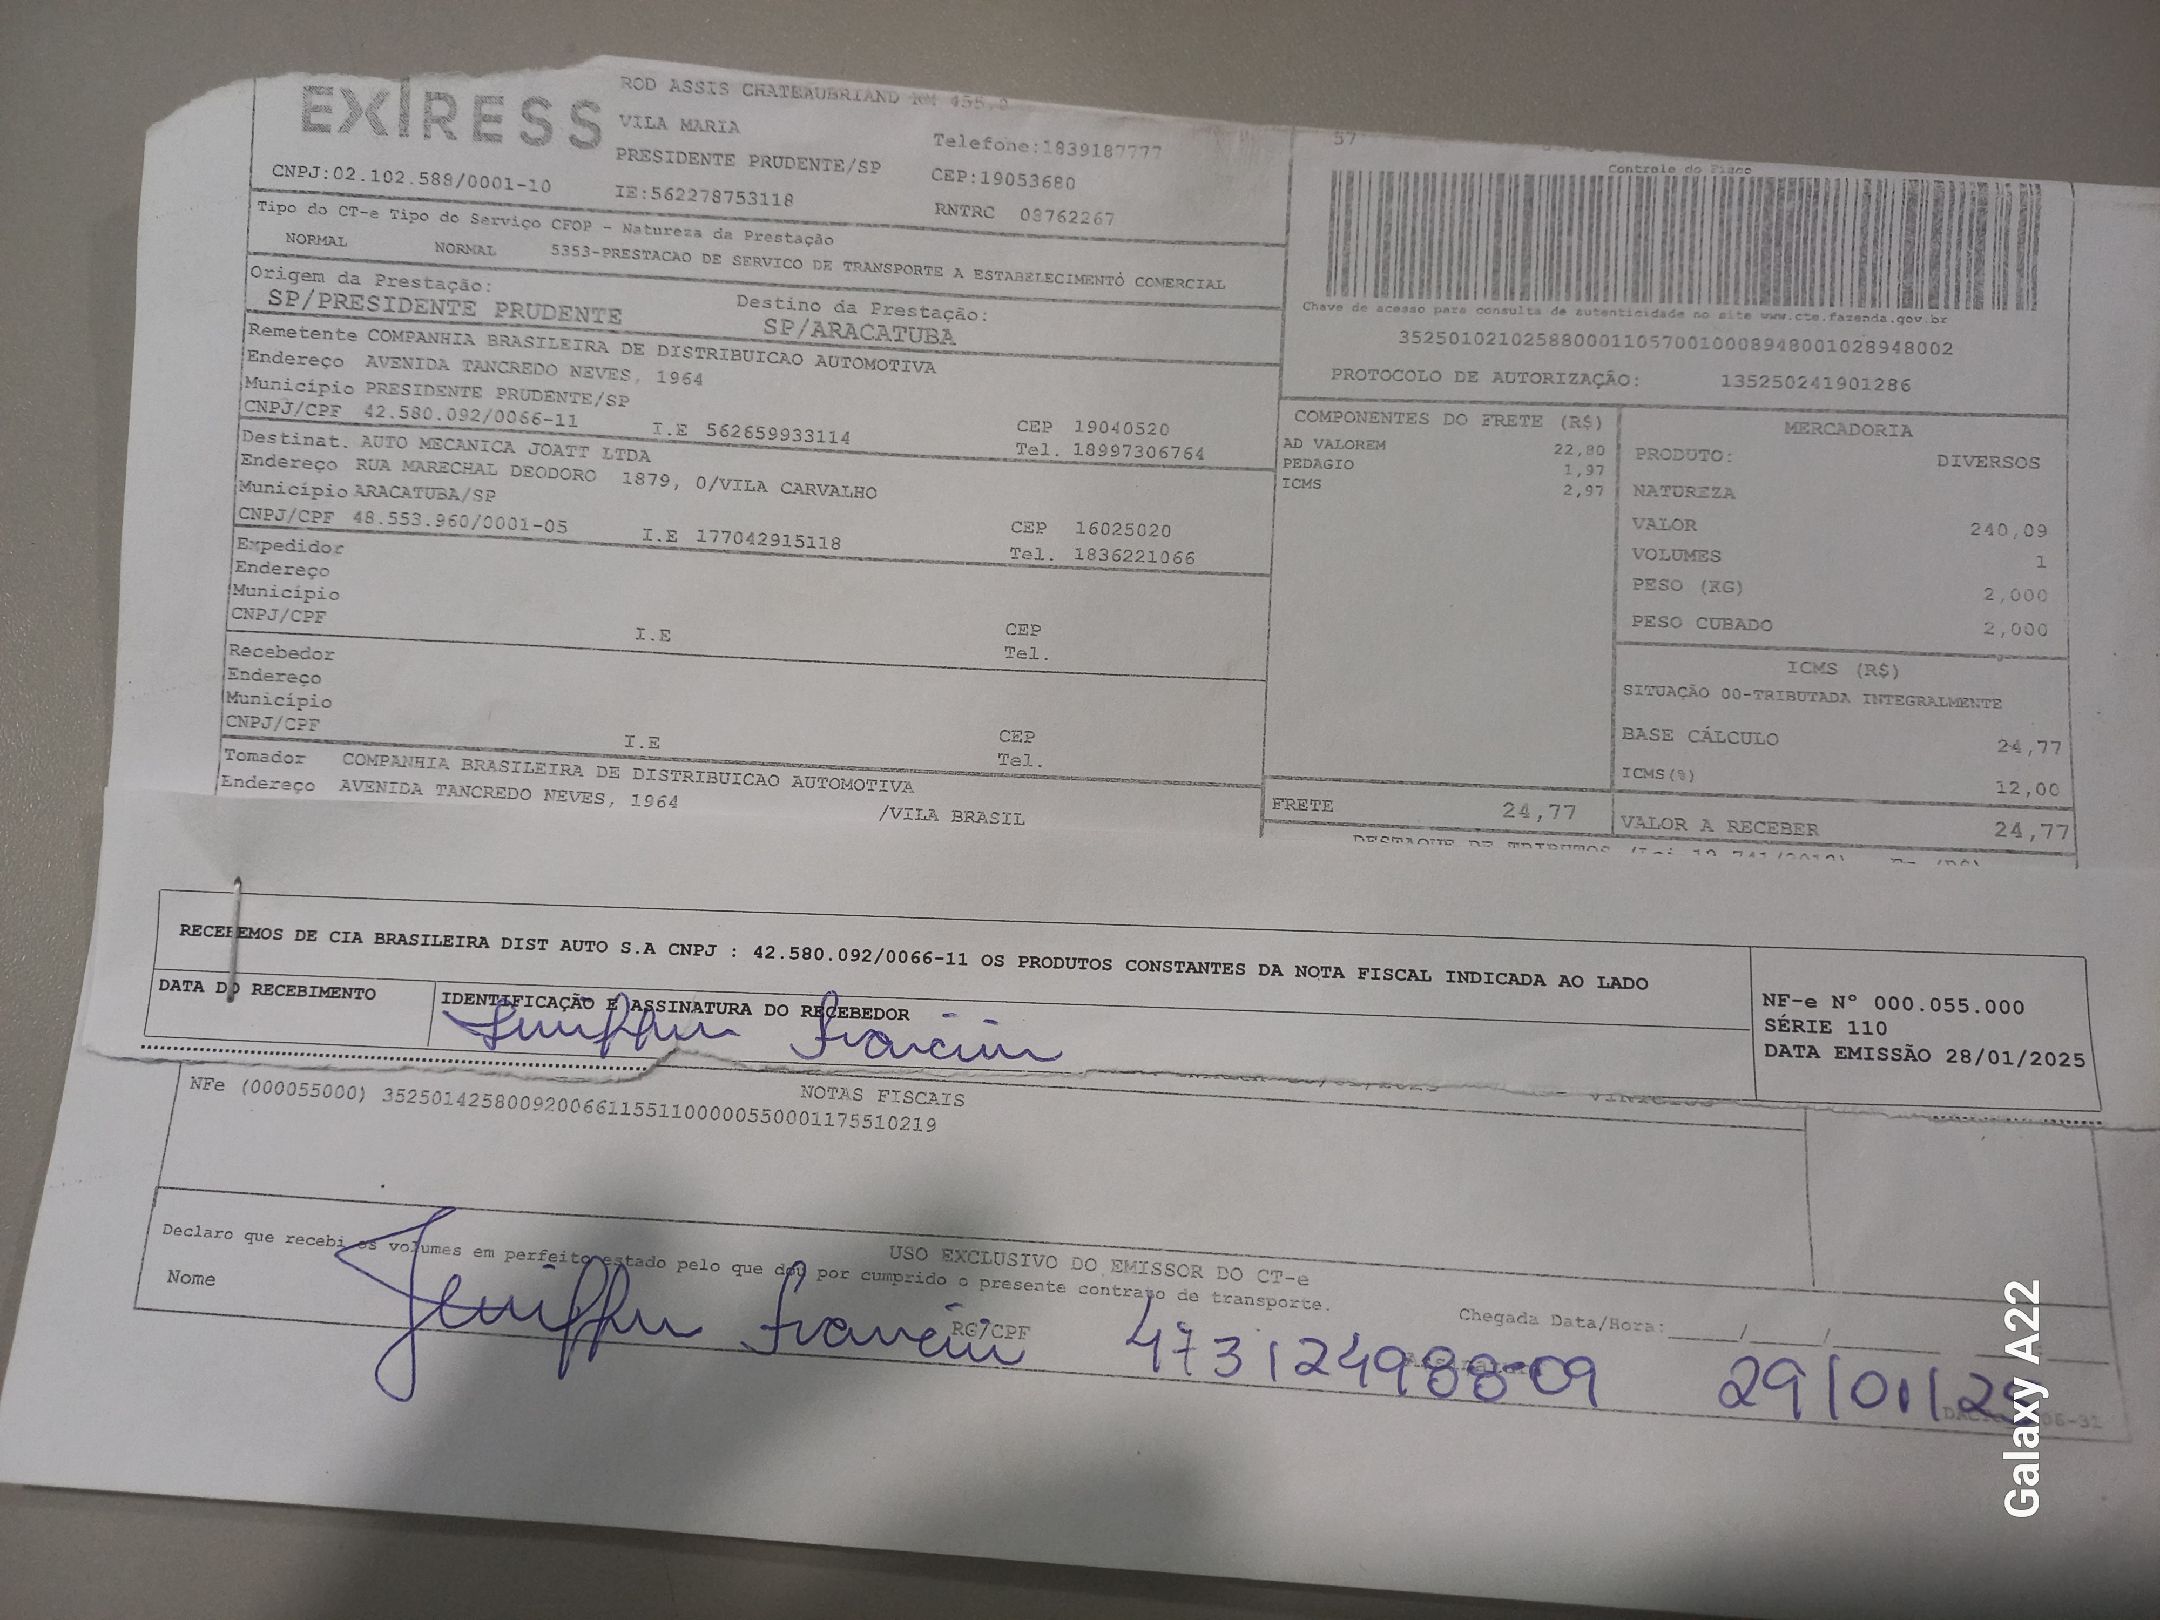 EXPRESS
ROD ASSIS CHATEAUBRIAND KM 455,0
VILA MARIA
Telefone:1839187777
PRESIDENTE PRUDENTE/SP
CEP:19053680
CNPJ:02.102.588/0001-10
IE:562278753118
RNTRC 03762267
57
Controle do Fisco
Tipo do CT-e Tipo do Serviço CFOP - Natureza da Prestação
NORMAL NORMAL 5353-PRESTACAO DE SERVICO DE TRANSPORTE A ESTABELECIMENTO COMERCIAL
Origem da Prestação:
SP/PRESIDENTE PRUDENTE
Destino da Prestação:
SP/ARACATUBA
Chave de acesso para consulta de autenticidade no site www.cte.fazenda.gov.br
35250102102588000110570010008948001028948002
PROTOCOLO DE AUTORIZAÇÃO: 135250241901286
Remetente COMPANHIA BRASILEIRA DE DISTRIBUICAO AUTOMOTIVA
Endereço AVENIDA TANCREDO NEVES, 1964
Município PRESIDENTE PRUDENTE/SP
CEP 19040520
CNPJ/CPF 42.580.092/0066-11 I.E 562659933114
Tel. 18997306764
Destinat. AUTO MECANICA JOATT LTDA
Endereço RUA MARECHAL DEODORO 1879, 0/VILA CARVALHO
Município ARACATUBA/SP
CEP 16025020
CNPJ/CPF 48.553.960/0001-05 I.E 177042915118
Tel. 1836221066
Expedidor
Endereço
Município
CEP
CNPJ/CPF I.E
Tel.
Recebedor
Endereço
Município
CEP
CNPJ/CPF I.E
Tel.
Tomador COMPANHIA BRASILEIRA DE DISTRIBUICAO AUTOMOTIVA
Endereço AVENIDA TANCREDO NEVES, 1964 /VILA BRASIL
COMPONENTES DO FRETE (R$)
AD VALOREM 22,80
PEDAGIO 1,97
ICMS 2,97
FRETE 24,77
MERCADORIA
PRODUTO: DIVERSOS
NATUREZA
VALOR 240,09
VOLUMES 1
PESO (KG) 2,000
PESO CUBADO 2,000
ICMS (R$)
SITUAÇÃO 00-TRIBUTADA INTEGRALMENTE
BASE CÁLCULO 24,77
ICMS(%) 12,00
VALOR A RECEBER 24,77
DESTAQUE DE TRIBUTOS
RECEBEMOS DE CIA BRASILEIRA DIST AUTO S.A CNPJ : 42.580.092/0066-11 OS PRODUTOS CONSTANTES DA NOTA FISCAL INDICADA AO LADO
DATA DO RECEBIMENTO
IDENTIFICAÇÃO E ASSINATURA DO RECEBEDOR
NF-e Nº 000.055.000
SÉRIE 110
DATA EMISSÃO 28/01/2025
VINICIUS
NOTAS FISCAIS
NFe (000055000) 35250142580092006611551100000550001175510219
USO EXCLUSIVO DO EMISSOR DO CT-e
Declaro que recebi os volumes em perfeito estado pelo que dou por cumprido o presente contrato de transporte.
Nome
RG/CPF
Chegada Data/Hora:_____/_____/
473124988-09
29/01/25
Galaxy A22